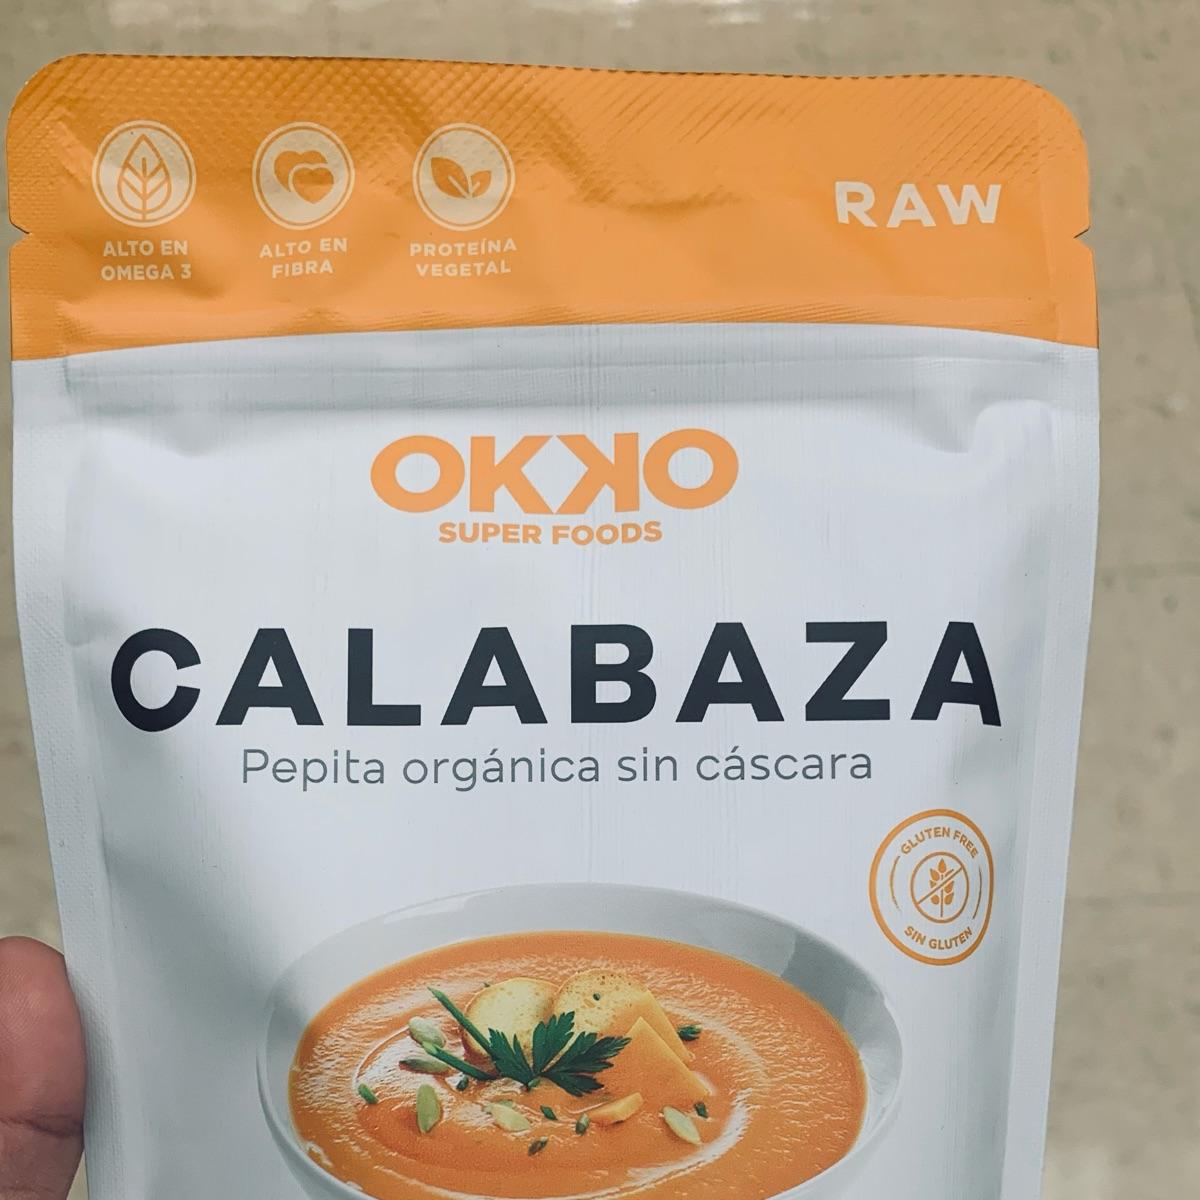 ALTO EN
OMEGA 3
ALTO EN
FIBRA
PROTEÍNA
VEGETAL
RAW
OKKO
SUPER FOODS
CALABAZA
Pepita orgánica sin cáscara
GLUTEN FREE
SIN GLUTEN